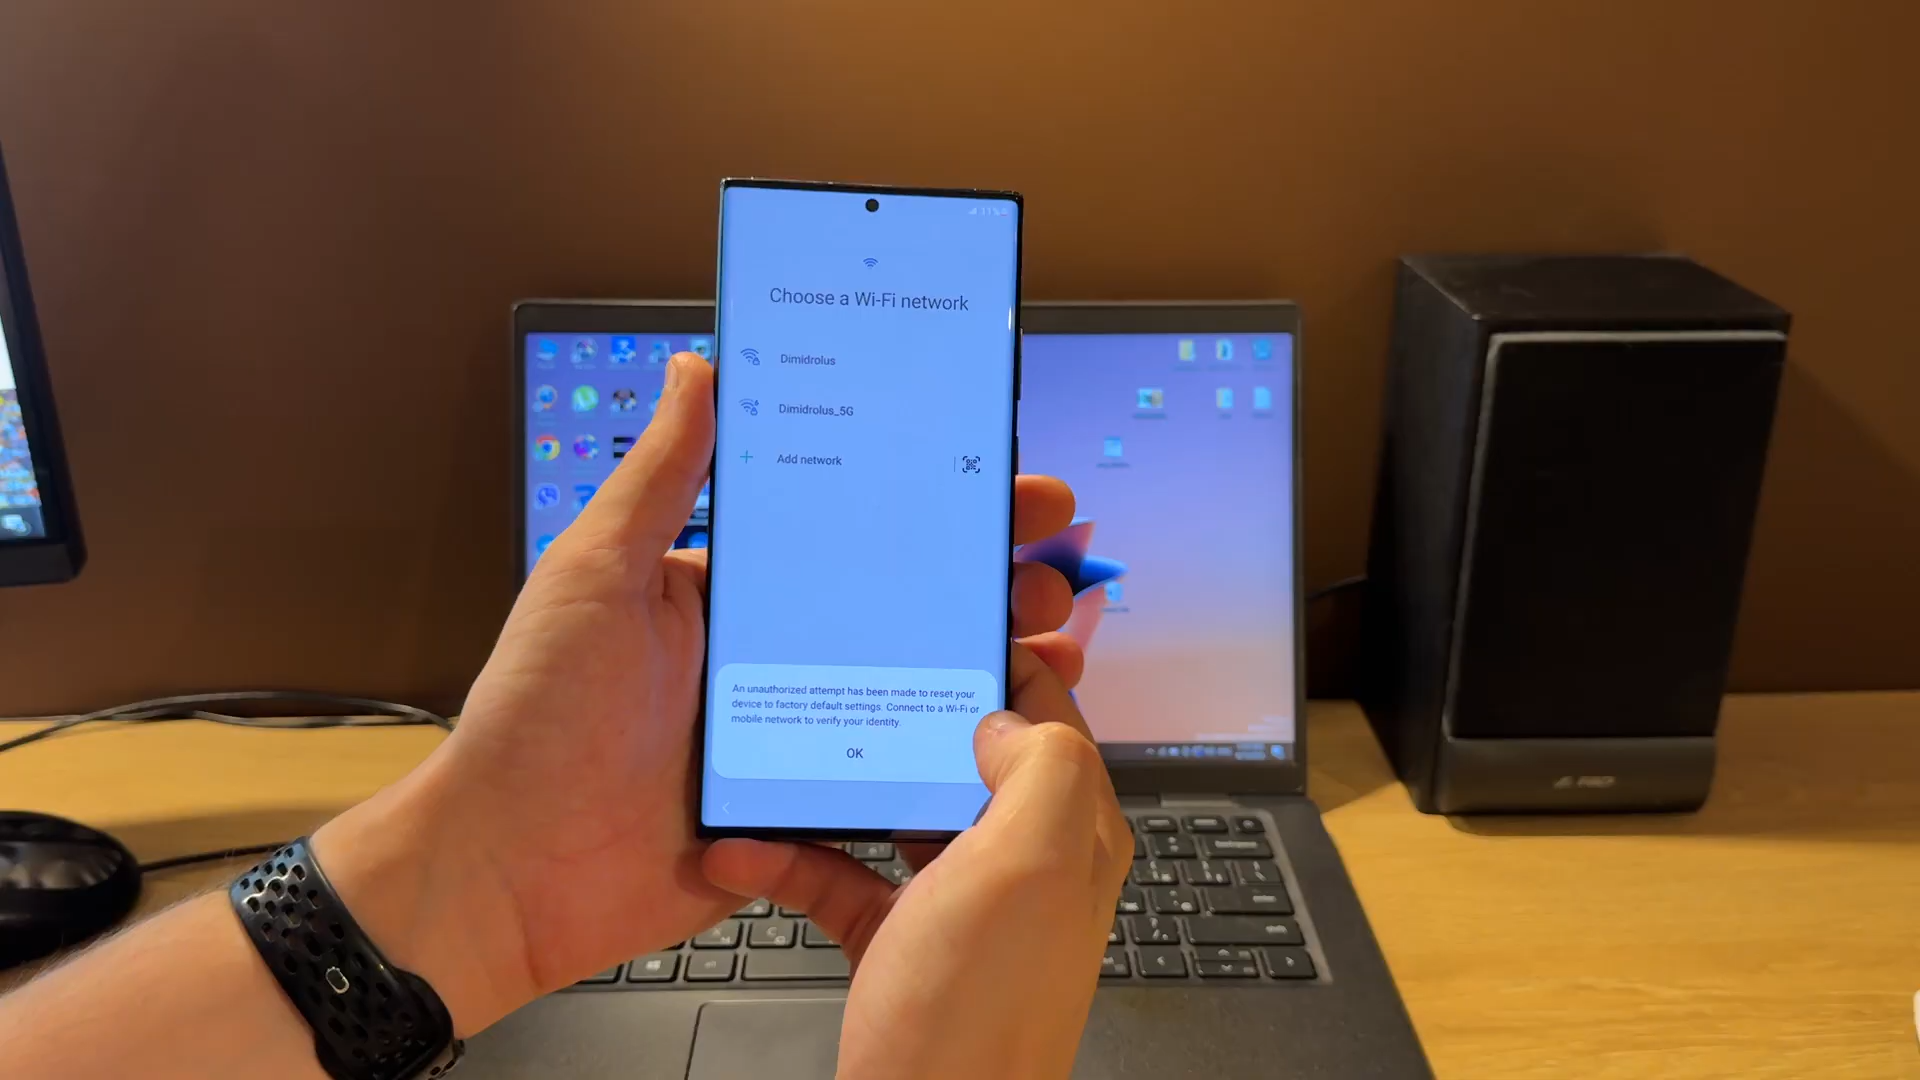 31%
Choose a Wi-Fi network
Dimidrolus
Dimidrolus_5G
Add network
An unauthorized attempt has been made to reset your
device to factory default settings. Connect to a Wi-Fi or
mobile network to verify your identity.
OK